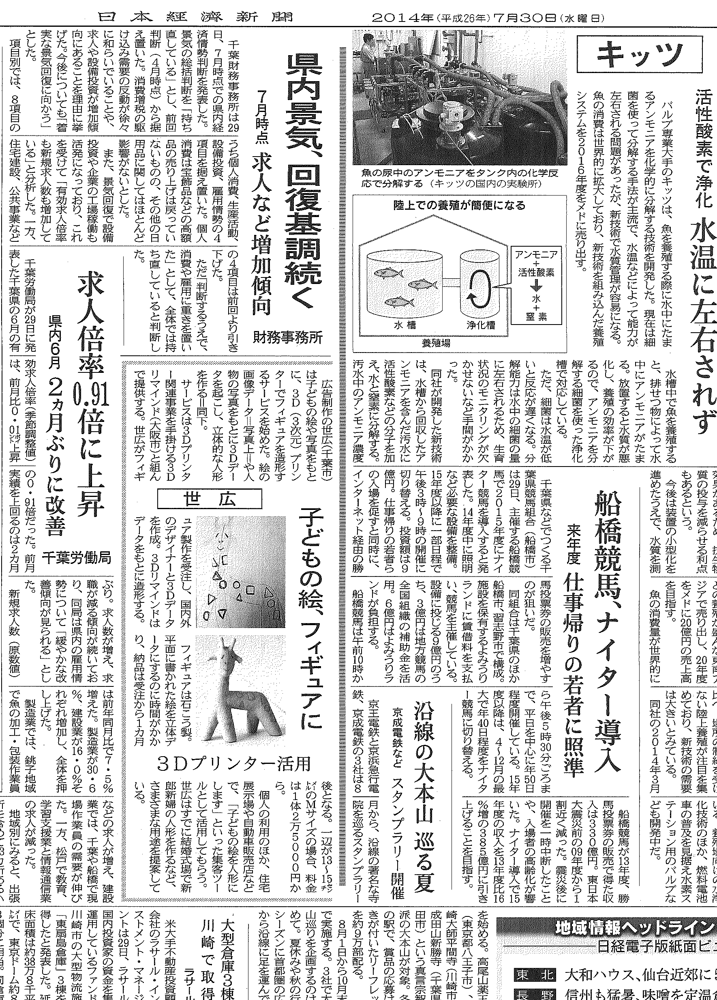 日本経済新聞
2014年(平成26年)7月30日(水曜日)
キッツ
活性酸素で浄化 水温に左右されず
バルブ専業大手のキッツは、魚を養殖する際に水中にたま
るアンモニアを化学的に分解する技術を開発した。現在は細
菌を使って分解する手法が主流で、水温などによって能力が
左右される問題があったが、新技術で水質管理が容易になる。
魚の消費は世界的に拡大しており、新技術を組み込んだ養殖
システムを2016年度をメドに売り出す。
魚の尿中のアンモニアをタンク内の化学反
応で分解する(キッツの国内の実験所)
陸上での養殖が簡便になる
アンモニア
+
活性酸素
水
+
窒素
水槽
浄化槽
養殖場
水槽中で魚を養殖する
と、排せつ物によって水
中にアンモニアがたま
る。放置すると水質が悪
化し、養殖の効率が下が
るので、アンモニアを分
解する細菌を使った浄化
槽で対応している。
ただ、細菌は水温が低
いと反応が遅くなる。分
解能力は水中の細菌の量
に左右されるため、生育
状況のモニタリングが欠
かせないなど手間がかか
った。
同社が開発した新技術
は、水槽から回収したア
ンモニアを含んだ汚水に
活性酸素などの分子を加
え、水と窒素に分解する。
汚水中のアンモニア濃度
質の投与を減らせる利点
もあるという。
今後は装置の小型化を
進めたうえで、水質を測
ジアで売り出し、20年度
をメドに20億円の売上高
を目指す。
魚の消費量が世界的に
ない陸上養殖が注目を集
めており、新技術の需要
は大きいとみている。
同社の2014年3月
化技術のほか、燃料電池
車の普及を見据え水素ス
テーション用のバルブな
ども開発中だ。
船橋競馬、ナイター導入
来年度 仕事帰りの若者に照準
千葉県などでつくる千
葉県競馬組合(船橋市)
は29日、主催する船橋競
馬で2015年度にナイ
ター競馬を導入すると発
表した。14年度中に照明
など必要な設備を整備。
15年度以降に一部日程で
午後3時~9時の開催に
切り替える。投資額は9
億円。仕事帰りの若者ら
の入場を促すと同時に、
インターネット経由の勝
馬投票券の販売を増やす
のが狙いだ。
同組合は千葉県のほか
船橋市、習志野市で構成。
施設を保有するよみうり
ランドに賃借料を支払
い、競馬を主催している。
設備に投じる9億円のう
ち、3億円は地方競馬の
全国組織の補助金を活
用。6億円はよみうりラ
ンドが負担する。
船橋競馬は午前10時か
ら午後5時30分ごろま
で、平日を中心に年50日
程度開催している。15年
度以降は、4~12月の最
大で年40日程度をナイタ
ー競馬に切り替える。
船橋競馬が13年度、勝
馬投票券の販売で得た収
入は330億円。東日本
大震災前の09年度から1
割近く減った。震災後に
開催を一時中断したこと
や、入場者の高齢化が響
いた。ナイター導入で15
年度の収入を13年度比16
%増の385億円に引き
上げることを目指す。
沿線の大本山 巡る夏
京成電鉄など スタンプラリー開催
京王電鉄と京浜急行電
鉄、京成電鉄の3社は8
月から、沿線の著名な寺
院を巡るスタンプラリー
を始める。高尾山薬王
(東京都八王子市)、
崎大師平間寺(川崎市
成田山新勝寺(千葉県
田市)という真言宗智
派の大本山が対象。各
の駅で、賞品の応募は
きが付いたリーフレッ
を約9万部配る。
8月1日から10月末
で実施する。3社で大
山巡りを企画するのは
めて。夏休みや秋の行
シーズンに首都圏の広
から沿線に足を運んで
県内景気、回復基調続く
7月時点 求人など増加傾向
財務事務所
千葉財務事務所は29
日、7月時点での県内経
済情勢判断を発表した。
景気の総括判断を「持ち
直している」とし、前回
判断(4月時点)から据
え置いた。消費増税の駆
け込み需要の反動が徐々
に和らいでいることや、
求人や設備投資が増加傾
向にあることを理由に挙
げた。今後についても「着
実な景気回復に向かう」
とした。
項目別では、8項目の
うち個人消費、生産活動、
設備投資、雇用情勢の4
項目を据え置いた。個人
消費は宝飾品などの高額
品の売り上げは戻ってい
ないものの、その他の日
用品に関してはほとんど
影響がないとした。
また、景気回復で設備
投資や企業の工場稼働も
活発になっており、これ
を受けて「有効求人倍率
も新規求人数も増加して
いる」と分析した。一方、
住宅建設、公共事業など
の4項目は前回より引き
下げた。
ただ「判断するうえで、
消費や雇用に重きを置い
た」として、全体では持
ち直していると判断し
た。
求人倍率0.91倍に上昇
県内6月 2カ月ぶりに改善
千葉労働局
千葉労働局が29日に発
表した千葉県の6月の有
効求人倍率(季節調整値)
は、前月比0・01ポイント上昇
の0・91倍だった。前月
実績を上回るのは2カ月
ぶり。求人数が増え、求
職が減る傾向が続いてお
り、同局は県内の雇用情
勢について「緩やかな改
善傾向が見られる」とし
た。
新規求人数(原数値)
は前年同月比で7・5%
増えた。製造業が30・6
%、建設業が16・0%そ
れぞれ増加し、全体を押
し上げた。
製造業では、銚子地域
で魚の加工・包装作業員
などの求人が増え、建設
業では、千葉や船橋で現
場作業員の需要が伸び
た。一方、松戸で教育、
学習支援業と情報通信業
の求人が減った。
地域別にみると、出張
世広
子どもの絵、フィギュアに
3Dプリンター活用
広告制作の世広(千葉市)
は子どもの絵や写真をもと
に、3D(3次元)プリン
ターでフィギュアを造形す
るサービスを始めた。絵の
画像データ=写真上=や人
物の写真をもとに3Dデー
タを起こし、立体的な人形
を作る=同下。
サービスは3Dプリンタ
ー関連事業を手掛ける3D
リマインド(大阪市)と組ん
で提供する。世広がフィギ
ュア製作を受注し、国内外
のデザイナーと3Dデータ
を作成。3Dリマインドは
データをもとに造形する。
フィギュアは石こう製。
平面に書かれた絵を立体デ
ータにするのに時間がかか
り、納品は受注から1カ月
後となる。一辺が13~15センチ
メートルのMサイズの場合、料金
は1体2万5000円か
ら。
個人の利用のほか、住宅
展示場や自動車販売店など
で、「子どもの絵を人形に
します」といった集客ツー
ルとして活用してもらう。
世広はすでに結婚式場で新
郎新婦の人形を作るなど、
さまざまな用途を提案して
いる。
大型倉庫3棟
川崎で取得
ラサール
米大手不動産投資顧
会社のラサール・イン
ストメント・マネージ
ントは29日、ラサール
国内投資家の資金を集
運用しているファンド
川崎市の大型物流施
「東扇島倉庫」3棟を
得したと発表した。延
床面積は約38万8千平
メートルで、東京ドーム約8
地域情報ヘッドライン
日経電子版紙面ビ
東北 大和ハウス、仙台近郊に
長野 信州も猛暑、味噌を定温